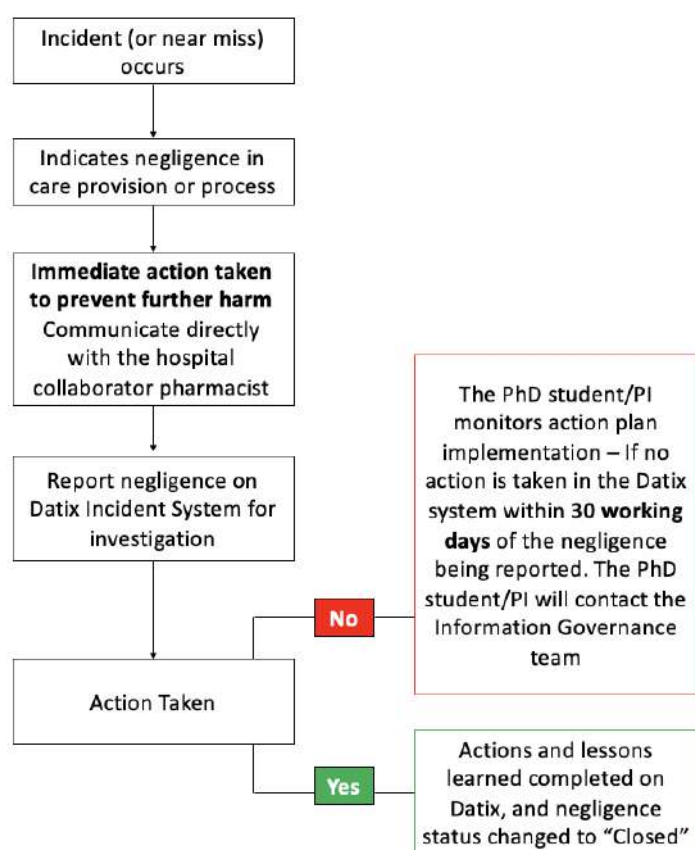 Incident (or near miss)
occurs
Indicates negligence in
care provision or process
Immediate action taken
to prevent further harm
Communicate directly
with the hospital
collaborator pharmacist
Report negligence on
Datix Incident System for
investigation
Action Taken
No
The PhD student/PI
monitors action plan
implementation – If no
action is taken in the Datix
system within 30 working
days of the negligence
being reported. The PhD
student/PI will contact the
Information Governance
team
Yes
Actions and lessons
learned completed on
Datix, and negligence
status changed to “Closed”